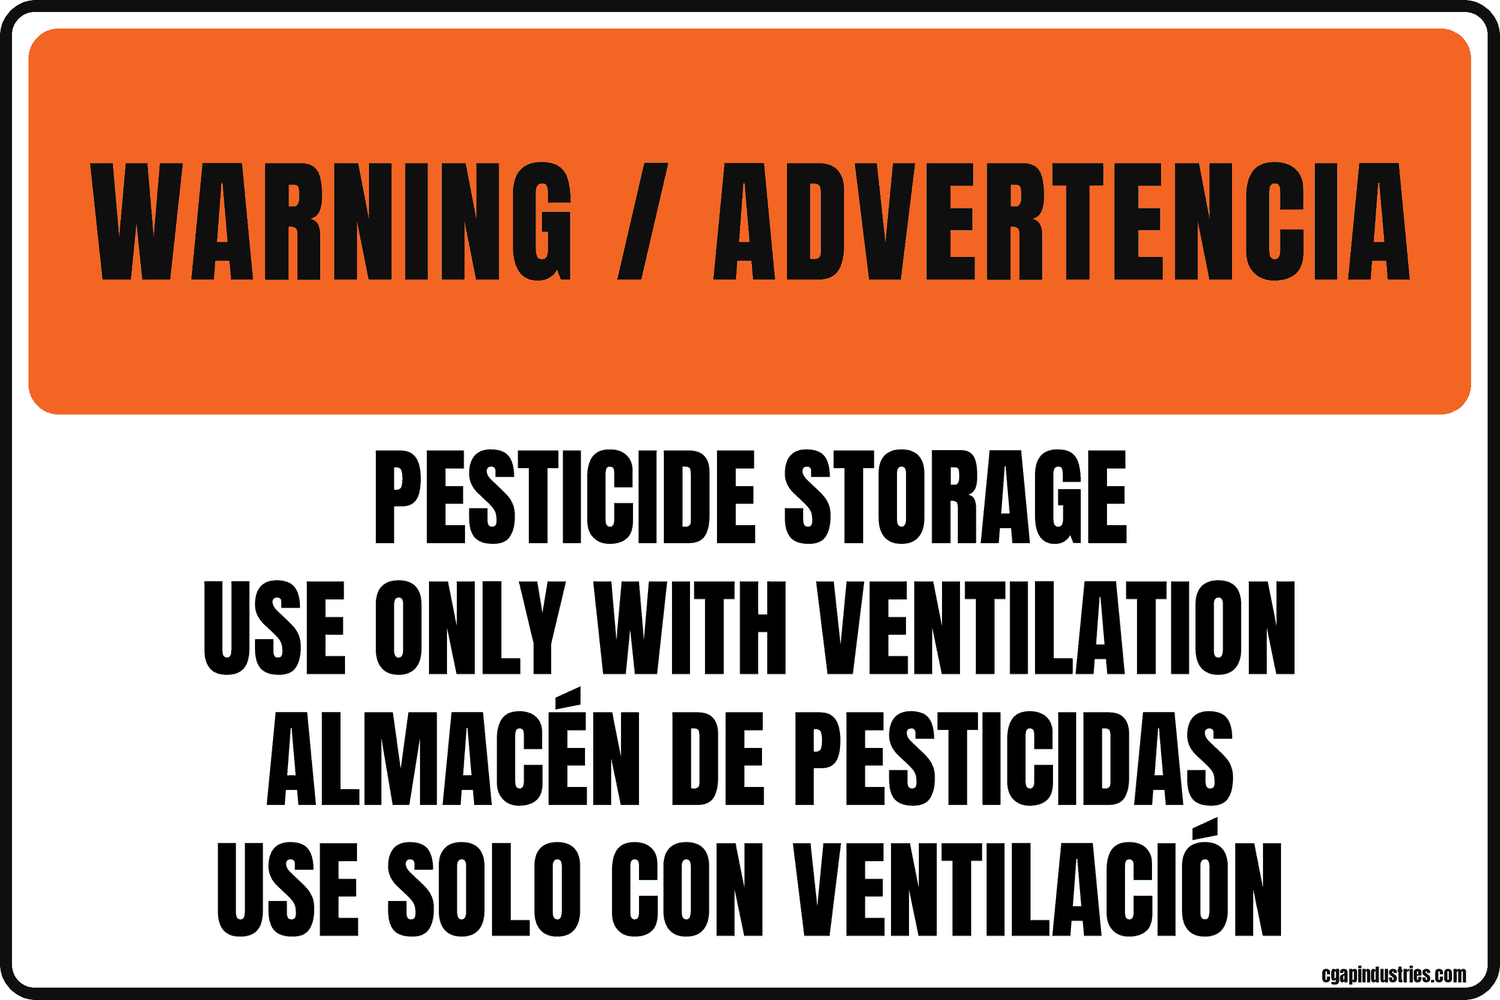 WARNING / ADVERTENCIA
PESTICIDE STORAGE
USE ONLY WITH VENTILATION
ALMACÉN DE PESTICIDAS
USE SOLO CON VENTILACIÓN
cgapindustries.com